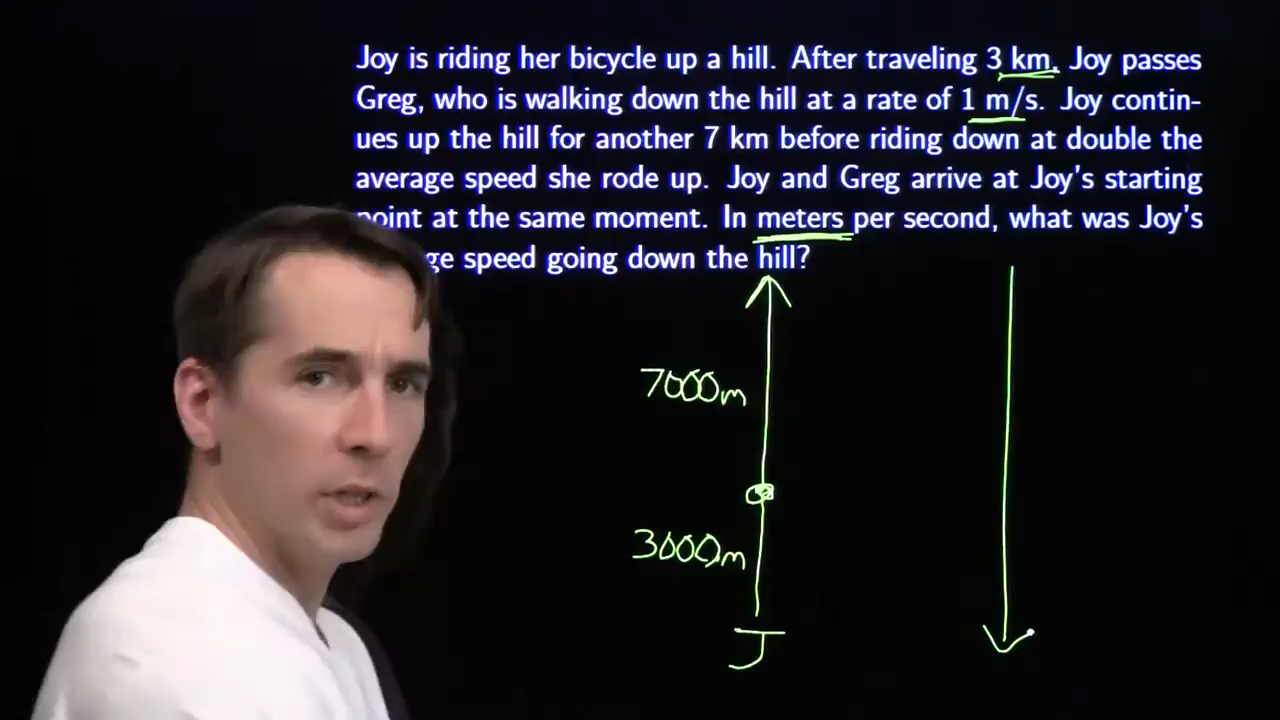 Joy is riding her bicycle up a hill. After traveling 3 km, Joy passes
Greg, who is walking down the hill at a rate of 1 m/s. Joy contin-
ues up the hill for another 7 km before riding down at double the
average speed she rode up. Joy and Greg arrive at Joy's starting
point at the same moment. In meters per second, what was Joy's
speed going down the hill?
7000m
3000m
J